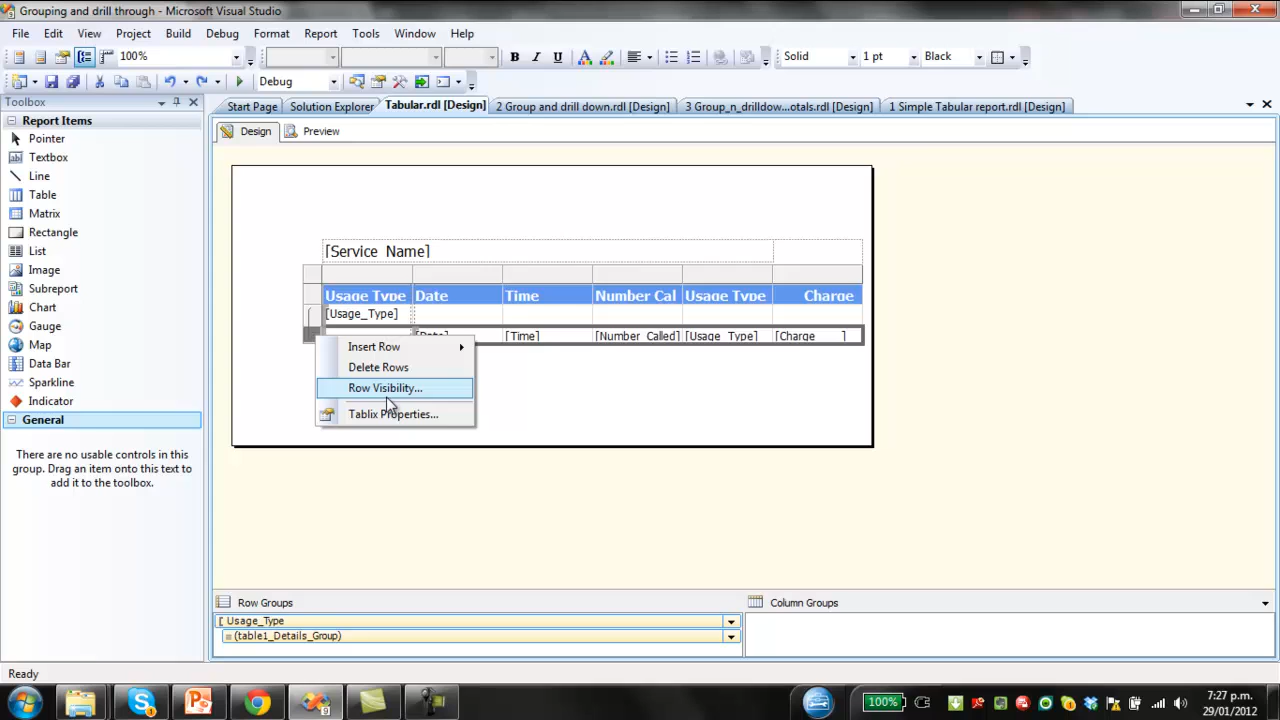 Grouping and drill through - Microsoft Visual Studio
File Edit View Project Build Debug Format Report Tools Window Help
100% B I U Solid 1 pt Black
Debug
Toolbox
Start Page Solution Explorer Tabular.rdl [Design] 2 Group and drill down.rdl [Design] 3 Group_n_drilldow...otals.rdl [Design] 1 Simple Tabular report.rdl [Design]
Report Items
Design Preview
Pointer
Textbox
Line
Table
Matrix
Rectangle
List
Image
Subreport
Chart
Gauge
Map
Data Bar
Sparkline
Indicator
General
There are no usable controls in this
group. Drag an item onto this text to
add it to the toolbox.
[Service_Name]
Usage Type Date Time Number Cal Usage Type Charge
[Usage_Type]
[Date] [Time] [Number_Called] [Usage_Type] [Charge ]
Insert Row
Delete Rows
Row Visibility...
Tablix Properties...
Row Groups Column Groups
[ Usage_Type
(table1_Details_Group)
Ready
100%
7:27 p.m.
29/01/2012